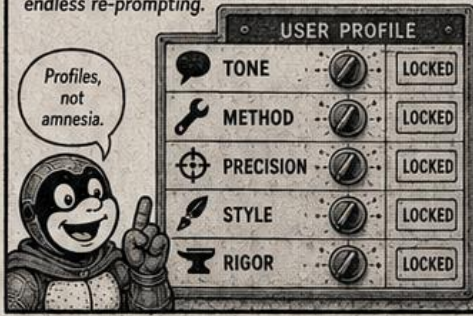 endless re-prompting.
USER PROFILE
Profiles,
not
amnesia.
TONE LOCKED
METHOD LOCKED
PRECISION LOCKED
STYLE LOCKED
RIGOR LOCKED